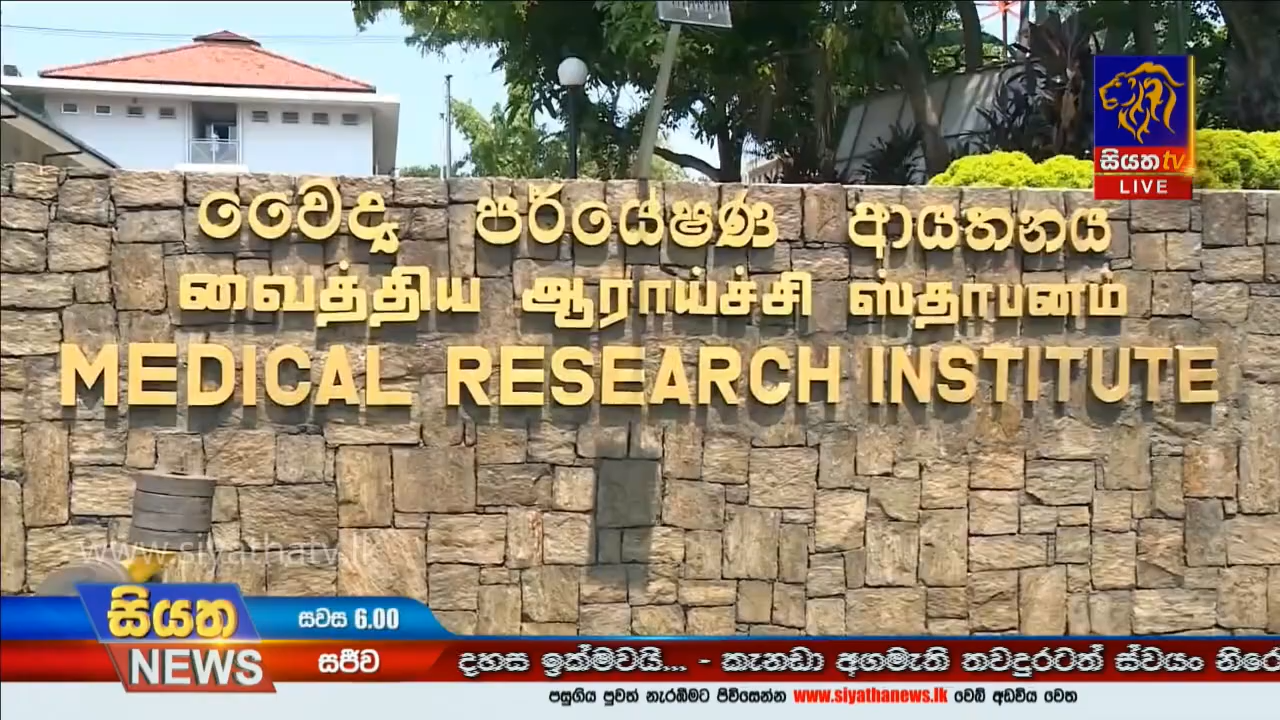 සියත tv
LIVE
වෛද්‍ය පර්යේෂණ ආයතනය
வைத்திய ஆராய்ச்சி ஸ்தாபனம்
MEDICAL RESEARCH INSTITUTE
www.siyathatv.lk
සියත සවස 6.00
NEWS සජීව දහස ඉක්මවයි... - කැනඩා අගමැති තවදුරටත් ස්වයං
පසුගිය පුවත් නැරඹීමට පිවිසෙන්න www.siyathanews.lk වෙබ් අඩවිය වෙත